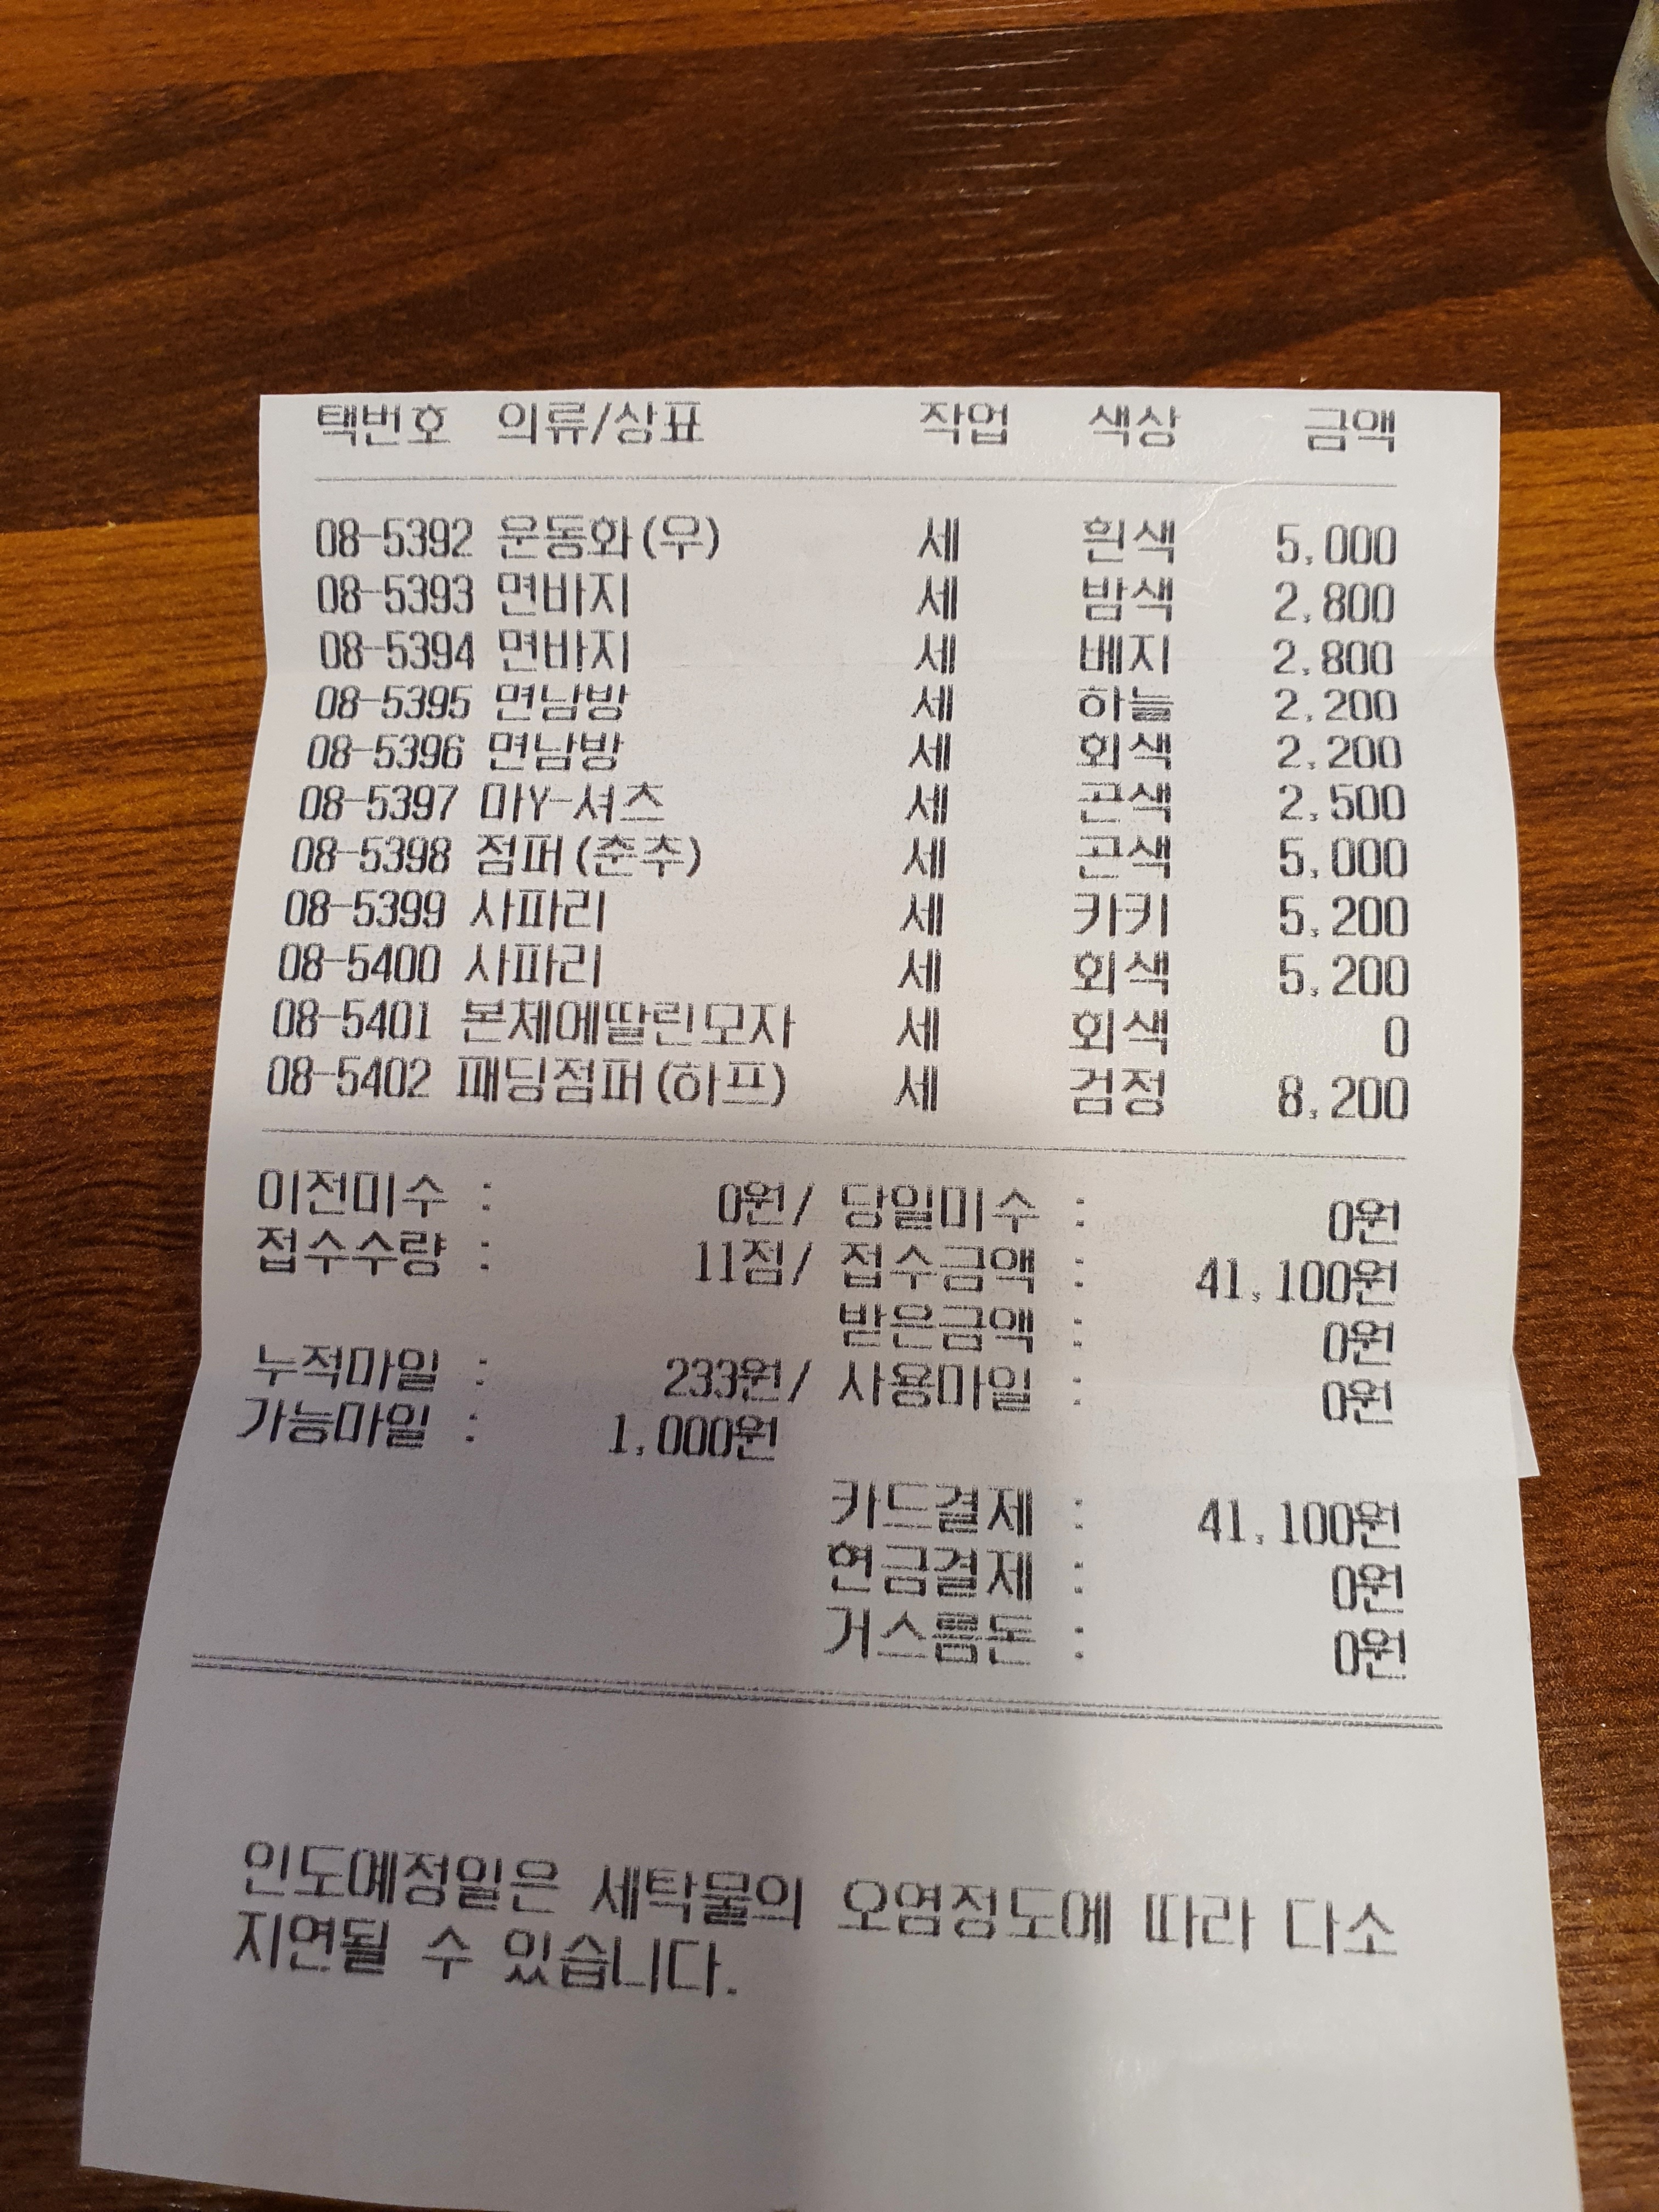 택번호 의류/상표 작업 색상 금액
08-5392 운동화(우) 세 흰색 5,000
08-5393 면바지 세 밤색 2,800
08-5394 면바지 세 베지 2,800
08-5395 면남방 세 하늘 2,200
08-5396 면남방 세 회색 2,200
08-5397 마Y-셔츠 세 곤색 2,500
08-5398 점퍼(춘추) 세 곤색 5,000
08-5399 사파리 세 카키 5,200
08-5400 사파리 세 회색 5,200
08-5401 본체에딸린모자 세 회색 0
08-5402 패딩점퍼(하프) 세 검정 8,200
이전미수 : 0원/ 당일미수 : 0원
접수수량 : 11점/ 접수금액 : 41,100원
받은금액 : 0원
누적마일 : 233원/ 사용마일 : 0원
가능마일 : 1,000원
카드결제 : 41,100원
현금결제 : 0원
거스름돈 : 0원
인도예정일은 세탁물의 오염정도에 따라 다소
지연될 수 있습니다.